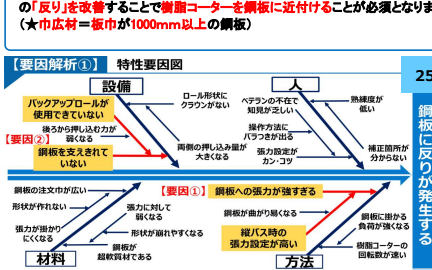 の「反り」を改善することで樹脂コーターを鋼板に近付けることが必須となりま
(★巾広材＝板巾が1000mm以上の鋼板)
【要因解析①】 特性要因図
25
設備
人
バックアップロールが
使用できていない
ロール形状に
クラウンがない
ベテランの不在で
知見が乏しい
熟練度が
低い
【要因②】
後ろから押し込む力が
弱くなる
操作方法に
バラつきが出る
鋼板を支えきれて
いない
両側の押し込み量が
大きくなる
張力設定が
カン・コツ
補正箇所が
分からない
鋼板に反りが発生する
鋼板の注文巾が広い
【要因①】
鋼板への張力が強すぎる
形状が作れない
張力に対して
弱くなる
鋼板が曲がり易くなる
鋼板に掛かる
負荷が強くなる
張力が掛かり
にくくなる
形状が崩れやすくなる
縦パス時の
張力設定が高い
鋼板が
超軟質材である
樹脂コーターの
回転数が速い
材料
方法